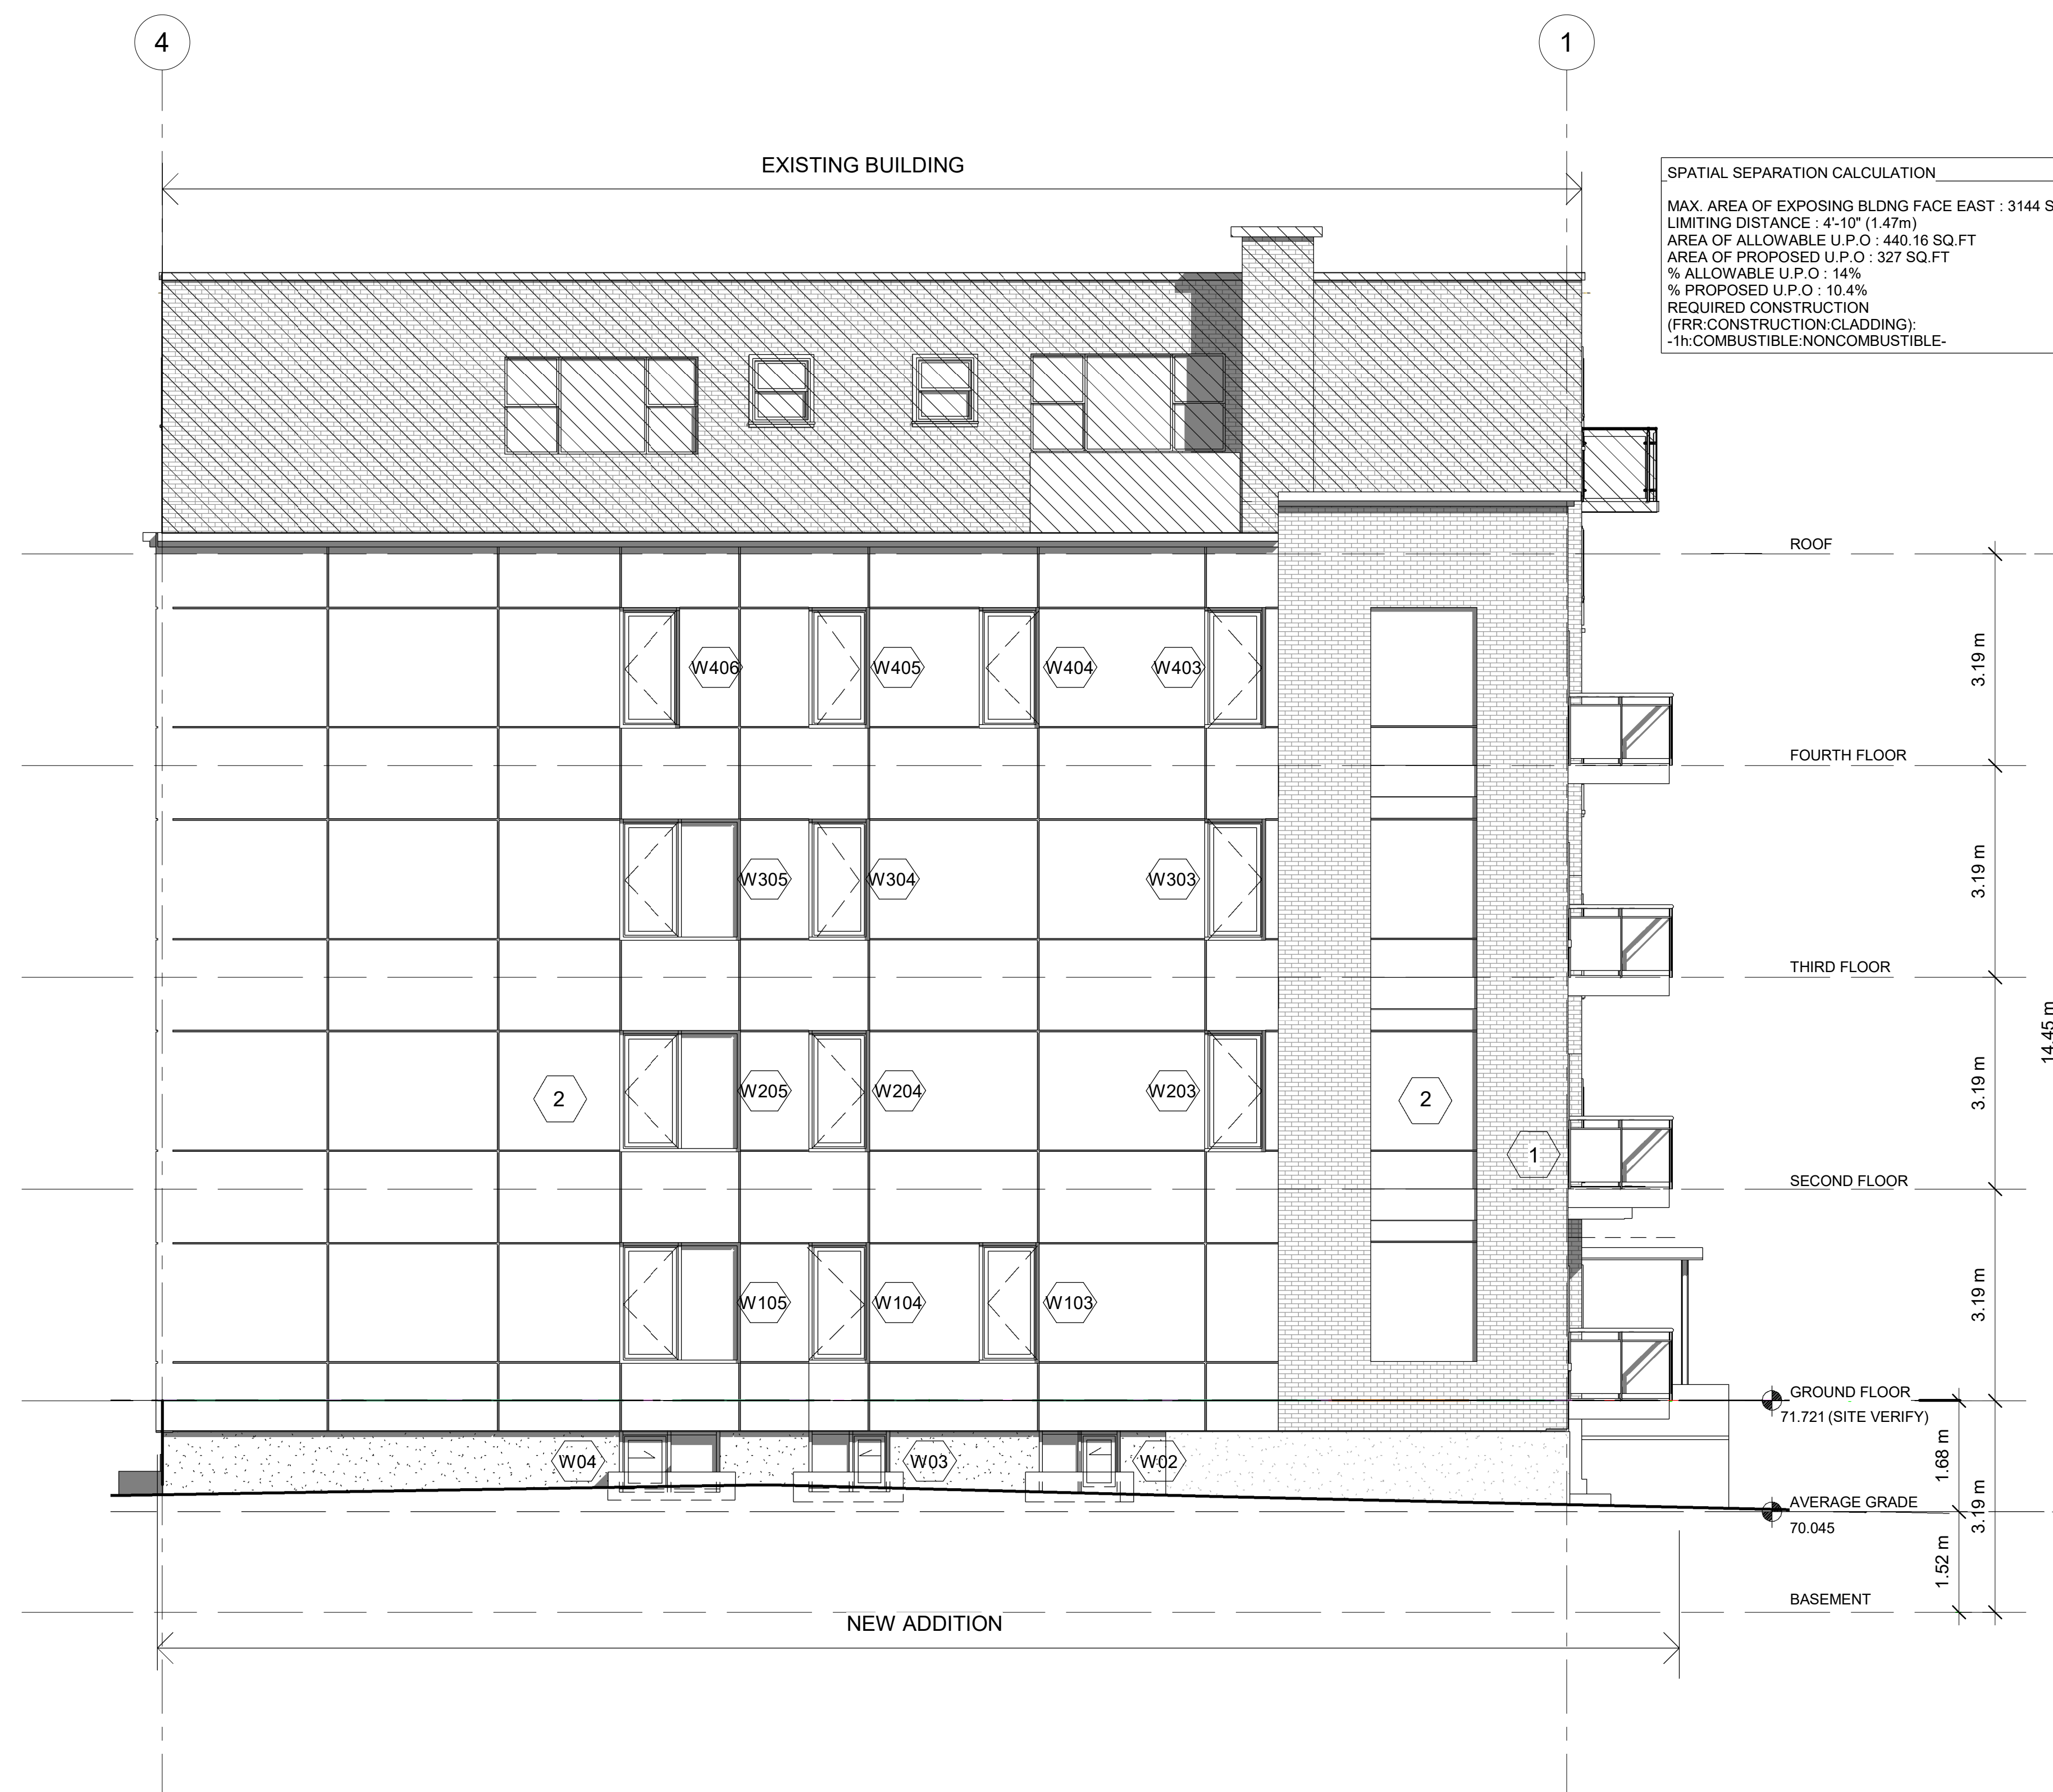 4
1
EXISTING BUILDING
SPATIAL SEPARATION CALCULATION
MAX. AREA OF EXPOSING BLDNG FACE EAST : 3144 S
LIMITING DISTANCE : 4'-10" (1.47m)
AREA OF ALLOWABLE U.P.O : 440.16 SQ.FT
AREA OF PROPOSED U.P.O : 327 SQ.FT
% ALLOWABLE U.P.O : 14%
% PROPOSED U.P.O : 10.4%
REQUIRED CONSTRUCTION
(FRR:CONSTRUCTION:CLADDING):
-1h:COMBUSTIBLE:NONCOMBUSTIBLE-
ROOF
3.19 m
W406
W405
W404
W403
FOURTH FLOOR
3.19 m
W305
W304
W303
THIRD FLOOR
14.45 m
3.19 m
2
W205
W204
W203
2
1
SECOND FLOOR
3.19 m
W105
W104
W103
GROUND FLOOR
71.721 (SITE VERIFY)
W04
W03
W02
1.68 m
AVERAGE GRADE
70.045
3.19 m
1.52 m
BASEMENT
NEW ADDITION